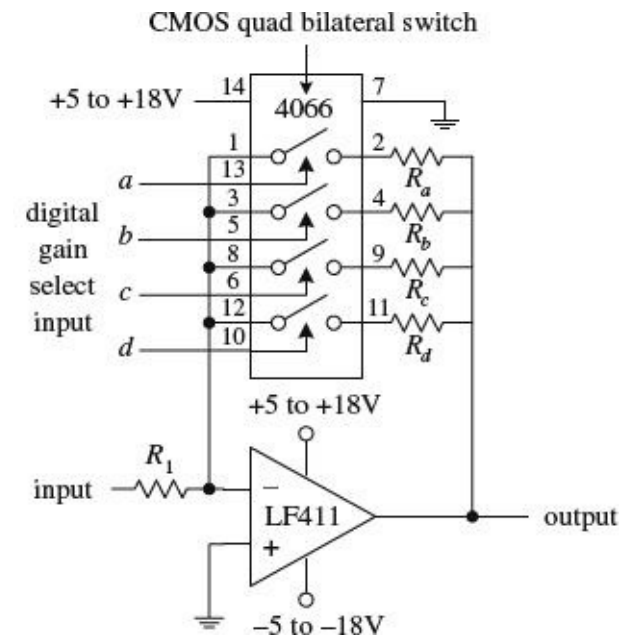 CMOS quad bilateral switch
14
7
+5 to +18V
4066
1
2
13
a
R_a
3
4
digital
5
b
R_b
gain
8
9
select
6
c
R_c
input
12
11
10
d
R_d
+5 to +18V
R_1
input
−
LF411
output
+
–5 to –18V